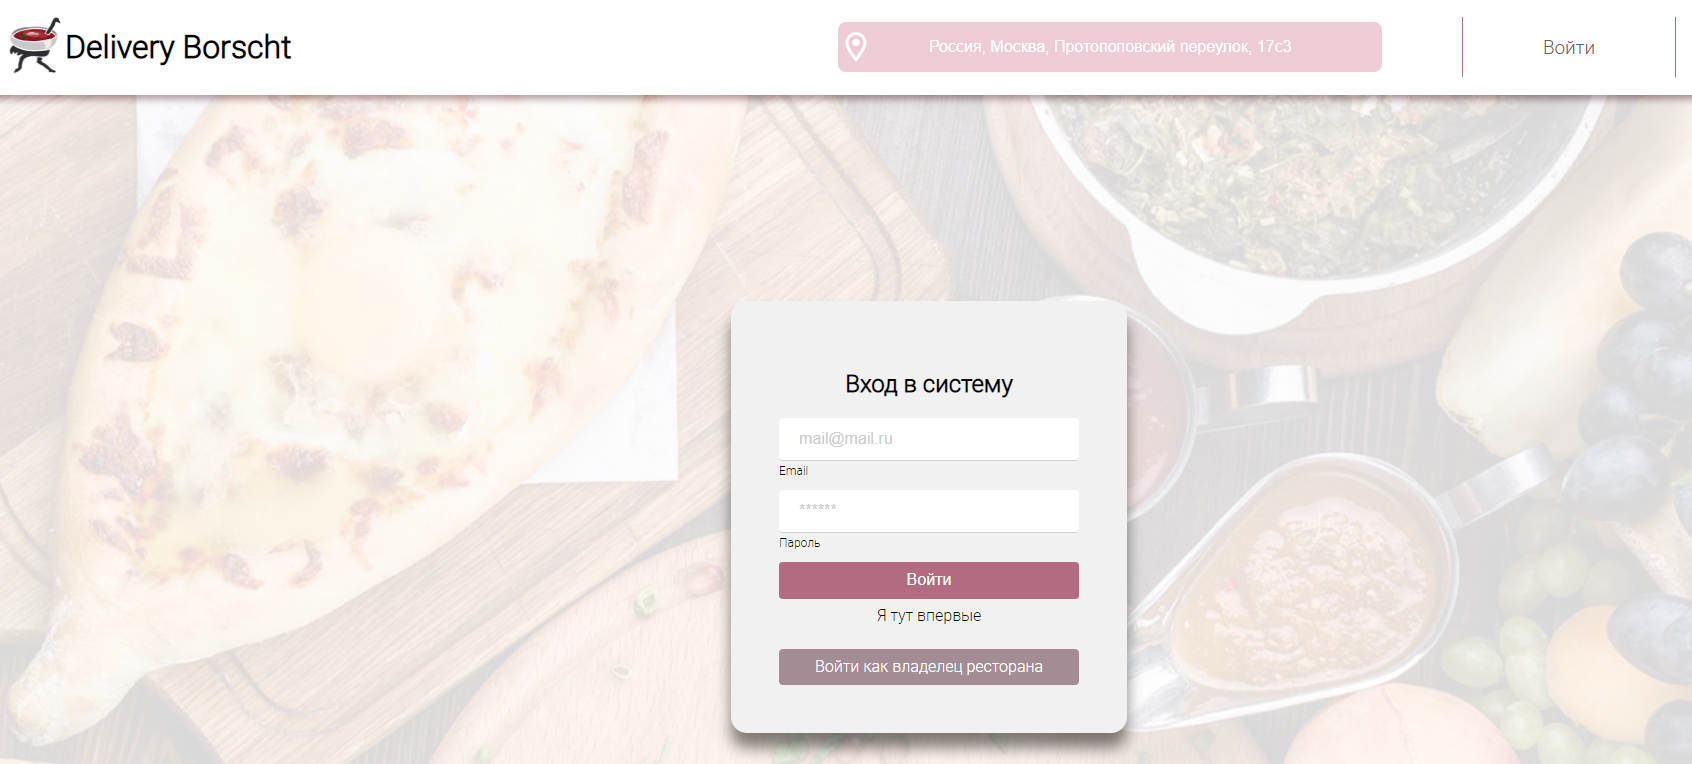 Delivery Borscht
Россия, Москва, Протопоповский переулок, 17с3
Войти
Вход в систему
mail@mail.ru
Email
******
Пароль
Войти
Я тут впервые
Войти как владелец ресторана